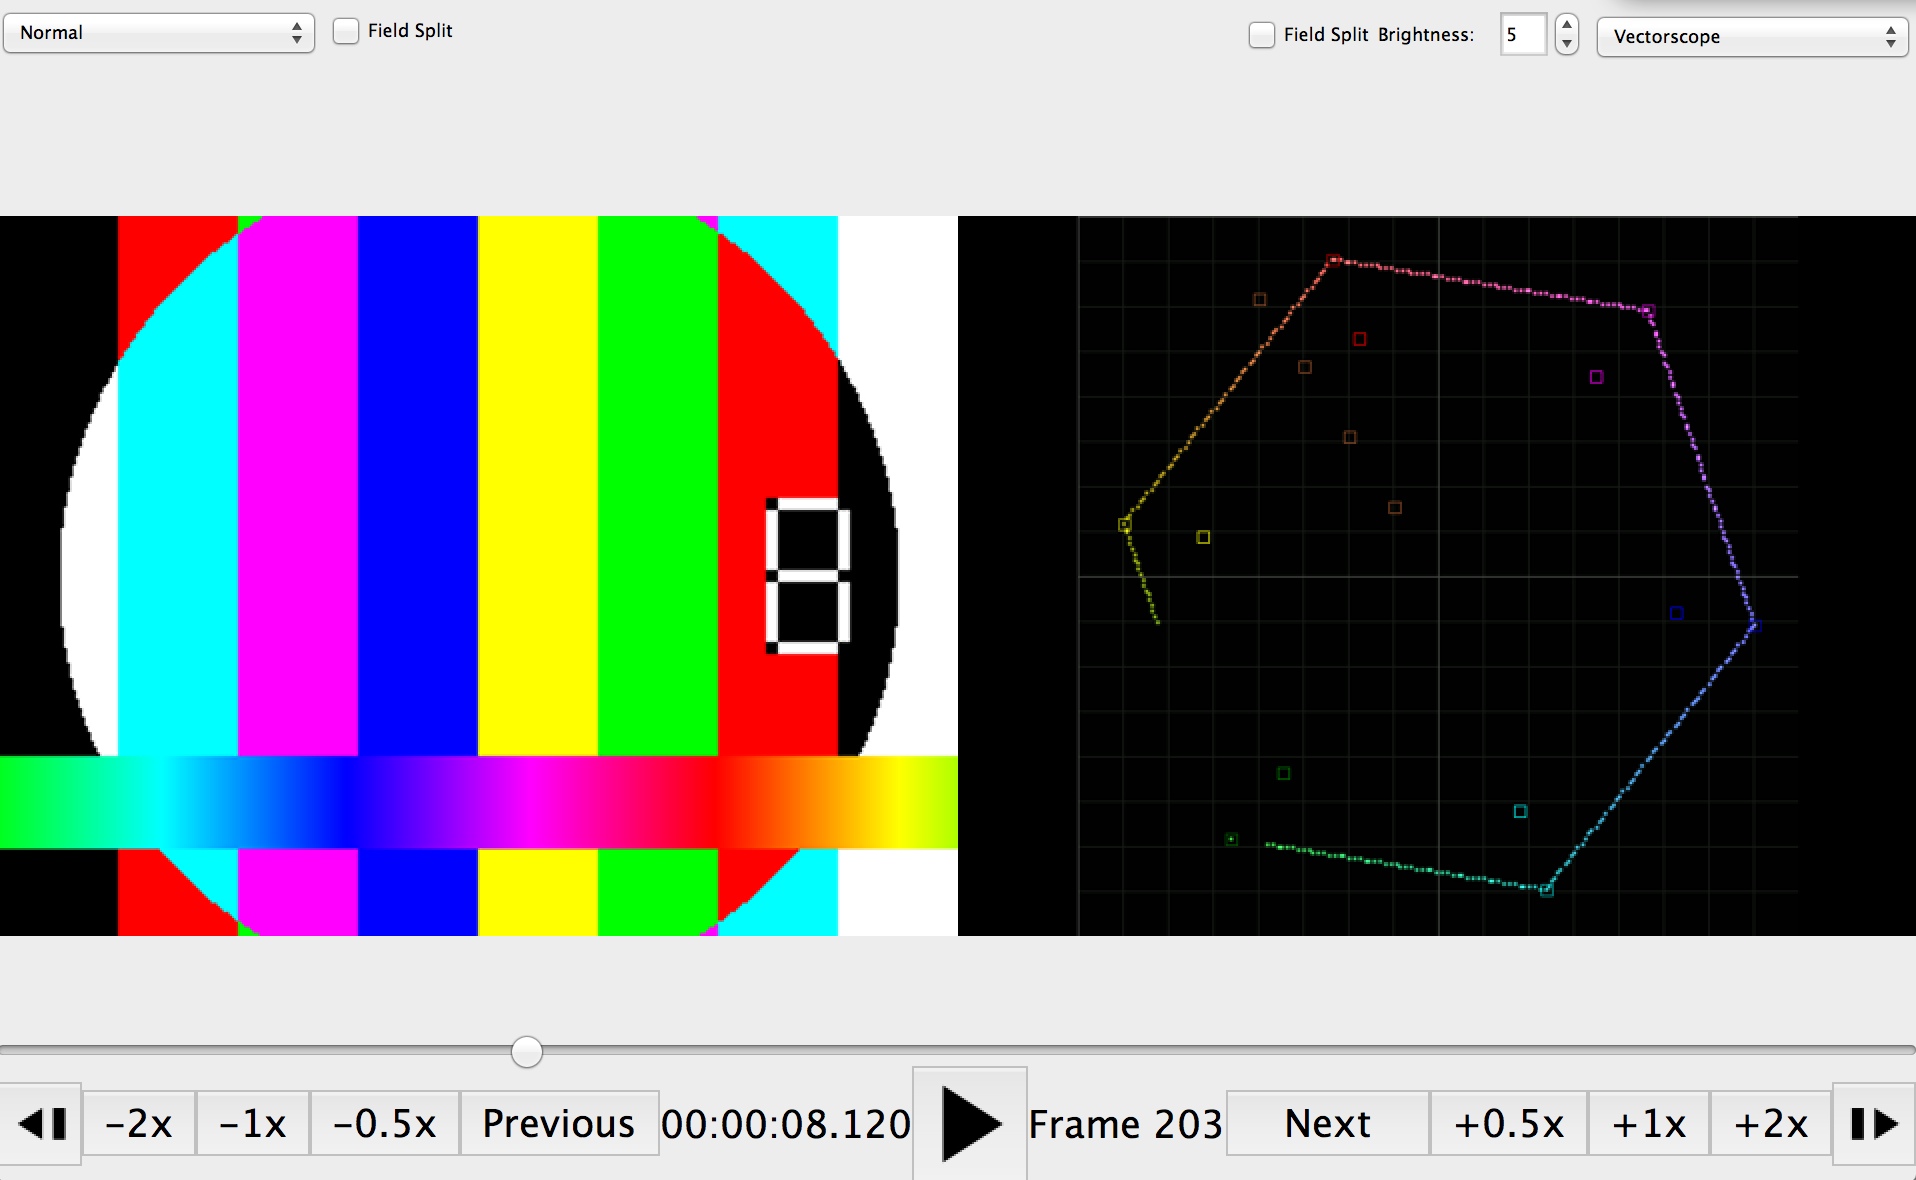 Normal
Field Split
Field Split Brightness: 5
Vectorscope
8
-2x
-1x
-0.5x
Previous
00:00:08.120
Frame 203
Next
+0.5x
+1x
+2x